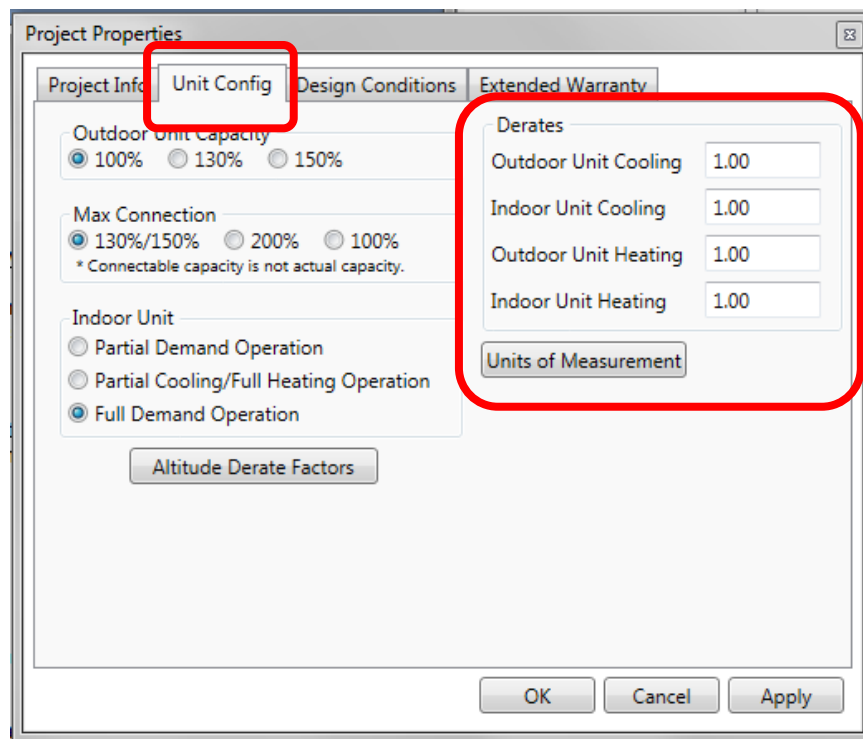 Project Properties
Project Info Unit Config Design Conditions Extended Warranty
Outdoor Unit Capacity
100% 130% 150%
Max Connection
130%/150% 200% 100%
* Connectable capacity is not actual capacity.
Indoor Unit
Partial Demand Operation
Partial Cooling/Full Heating Operation
Full Demand Operation
Altitude Derate Factors
Derates
Outdoor Unit Cooling 1.00
Indoor Unit Cooling 1.00
Outdoor Unit Heating 1.00
Indoor Unit Heating 1.00
Units of Measurement
OK Cancel Apply